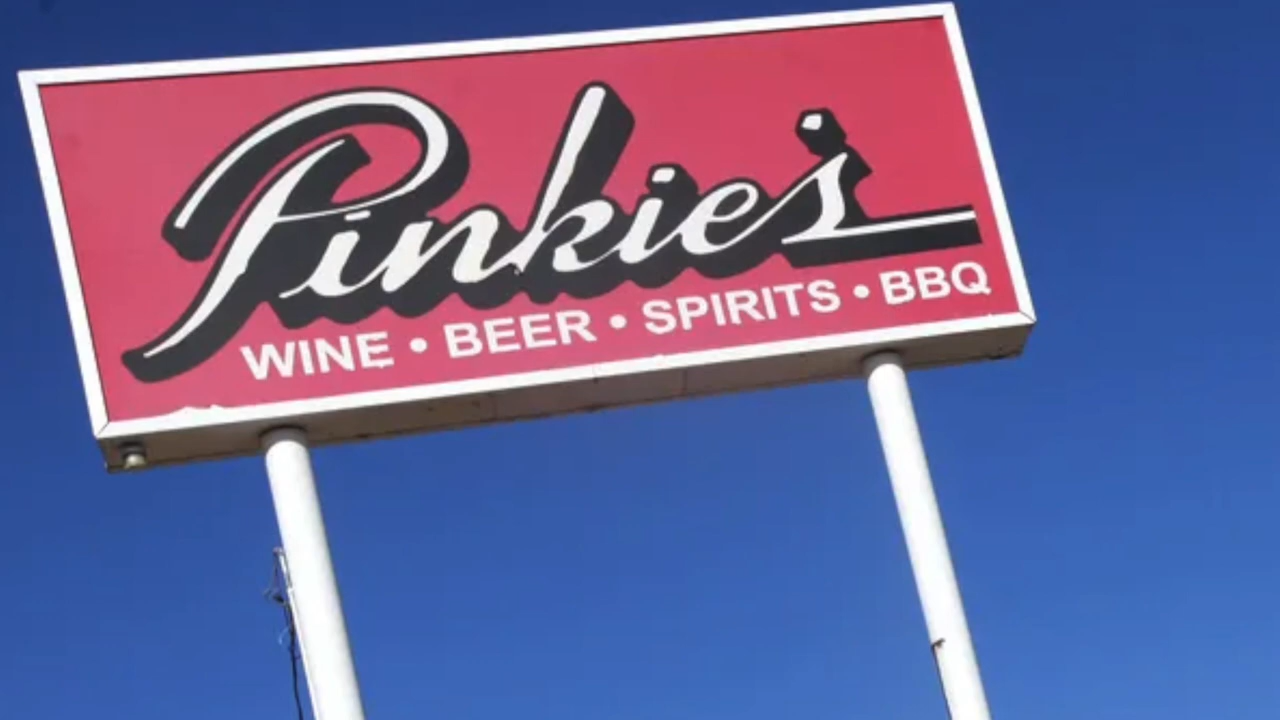 Pinkie's
WINE • BEER • SPIRITS • BBQ